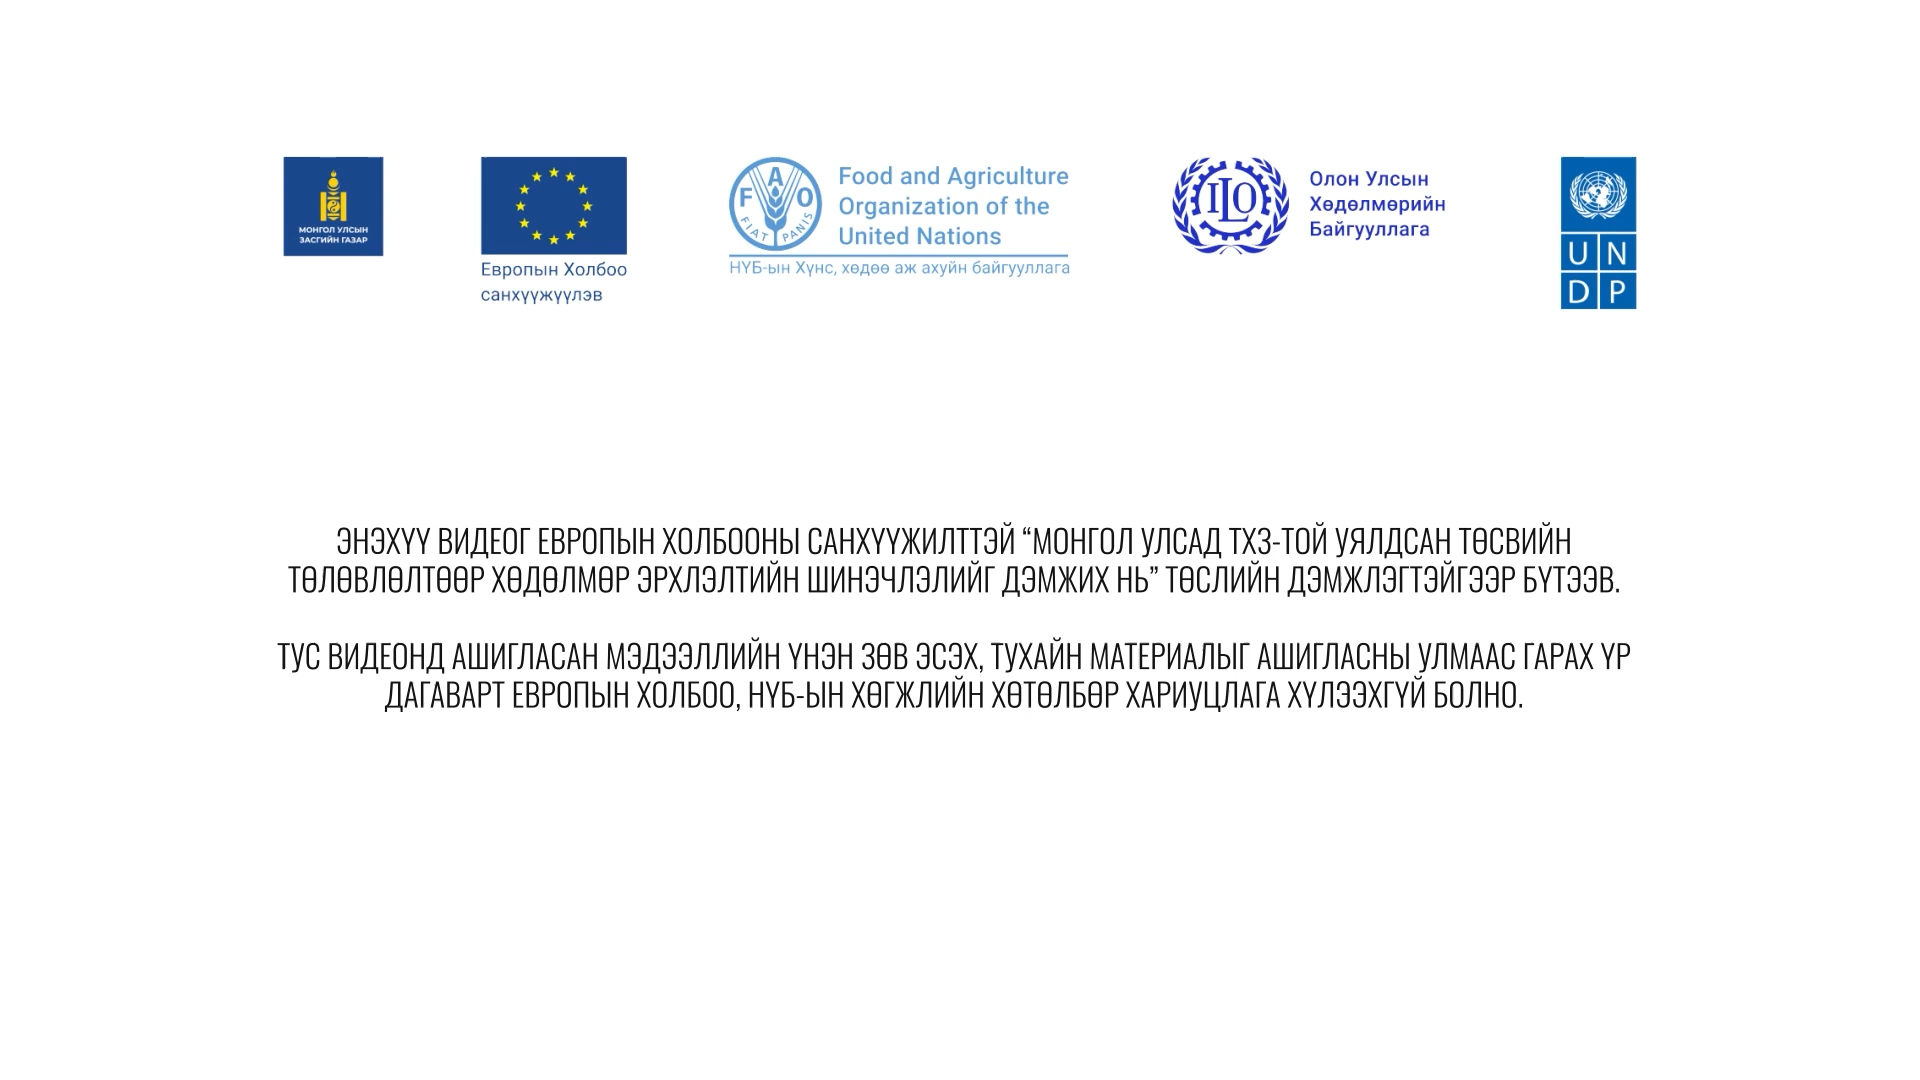 МОНГОЛ УЛСЫН
ЗАСГИЙН ГАЗАР
Европын Холбоо
санхүүжүүлэв
F A O
FIAT PANIS
Food and Agriculture
Organization of the
United Nations
НҮБ-ын Хүнс, хөдөө аж ахуйн байгууллага
ILO
Олон Улсын
Хөдөлмөрийн
Байгууллага
U N
D P
ЭНЭХҮҮ ВИДЕОГ ЕВРОПЫН ХОЛБООНЫ САНХҮҮЖИЛТТЭЙ “МОНГОЛ УЛСАД ТХЗ-ТОЙ УЯЛДСАН ТӨСВИЙН
ТӨЛӨВЛӨЛТӨӨР ХӨДӨЛМӨР ЭРХЛЭЛТИЙН ШИНЭЧЛЭЛИЙГ ДЭМЖИХ НЬ” ТӨСЛИЙН ДЭМЖЛЭГТЭЙГЭЭР БҮТЭЭВ.
ТУС ВИДЕОНД АШИГЛАСАН МЭДЭЭЛЛИЙН ҮНЭН ЗӨВ ЭСЭХ, ТУХАЙН МАТЕРИАЛЫГ АШИГЛАСНЫ УЛМААС ГАРАХ ҮР
ДАГАВАРТ ЕВРОПЫН ХОЛБОО, НҮБ-ЫН ХӨГЖЛИЙН ХӨТӨЛБӨР ХАРИУЦЛАГА ХҮЛЭЭХГҮЙ БОЛНО.